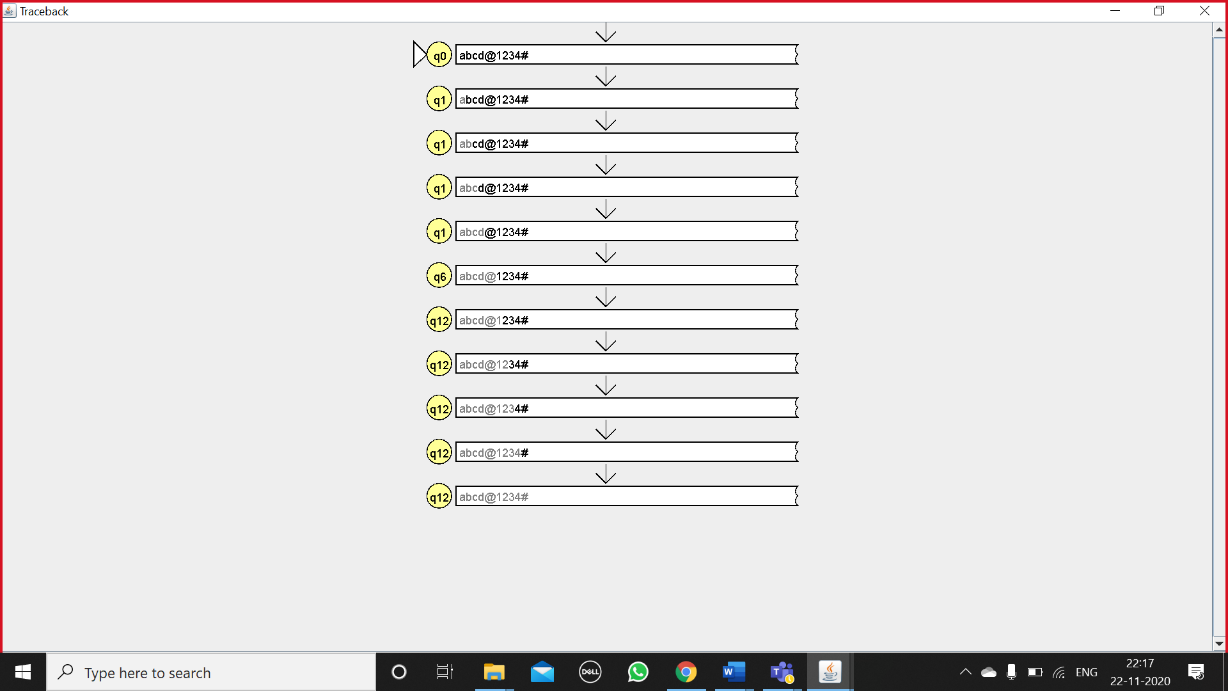 Traceback
q0 abcd@1234#
q1 abcd@1234#
q1 abcd@1234#
q1 abcd@1234#
q1 abcd@1234#
q6 abcd@1234#
q12 abcd@1234#
q12 abcd@1234#
q12 abcd@1234#
q12 abcd@1234#
q12 abcd@1234#
Type here to search
DELL
W
ENG
22:17
22-11-2020